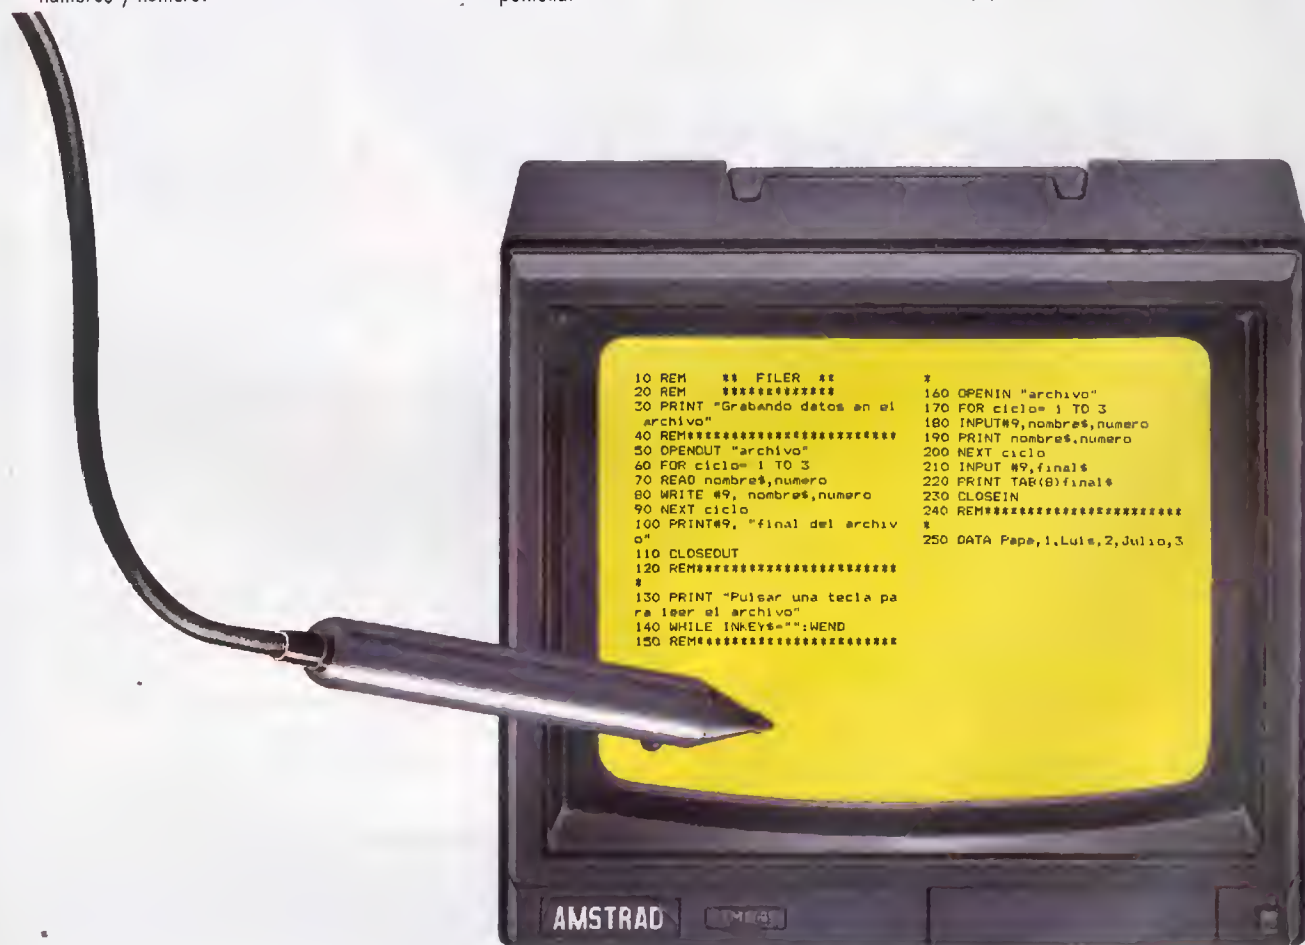 10 REM    ** FILER **
20 REM    *************
30 PRINT "Grabando datos en el
 archivo"
40 REM*************************
50 OPENOUT "archivo"
60 FOR ciclo= 1 TO 3
70 READ nombre$,numero
80 WRITE #9, nombre$,numero
90 NEXT ciclo
100 PRINT#9, "final del archiv
o"
110 CLOSEOUT
120 REM************************
*
130 PRINT "Pulsar una tecla pa
ra leer el archivo"
140 WHILE INKEY$="":WEND
150 REM************************
*
160 OPENIN "archivo"
170 FOR ciclo= 1 TO 3
180 INPUT#9,nombre$,numero
190 PRINT nombre$,numero
200 NEXT ciclo
210 INPUT #9,final$
220 PRINT TAB(8)final$
230 CLOSEIN
240 REM************************
*
250 DATA Pepe,1,Luis,2,Julio,3
AMSTRAD